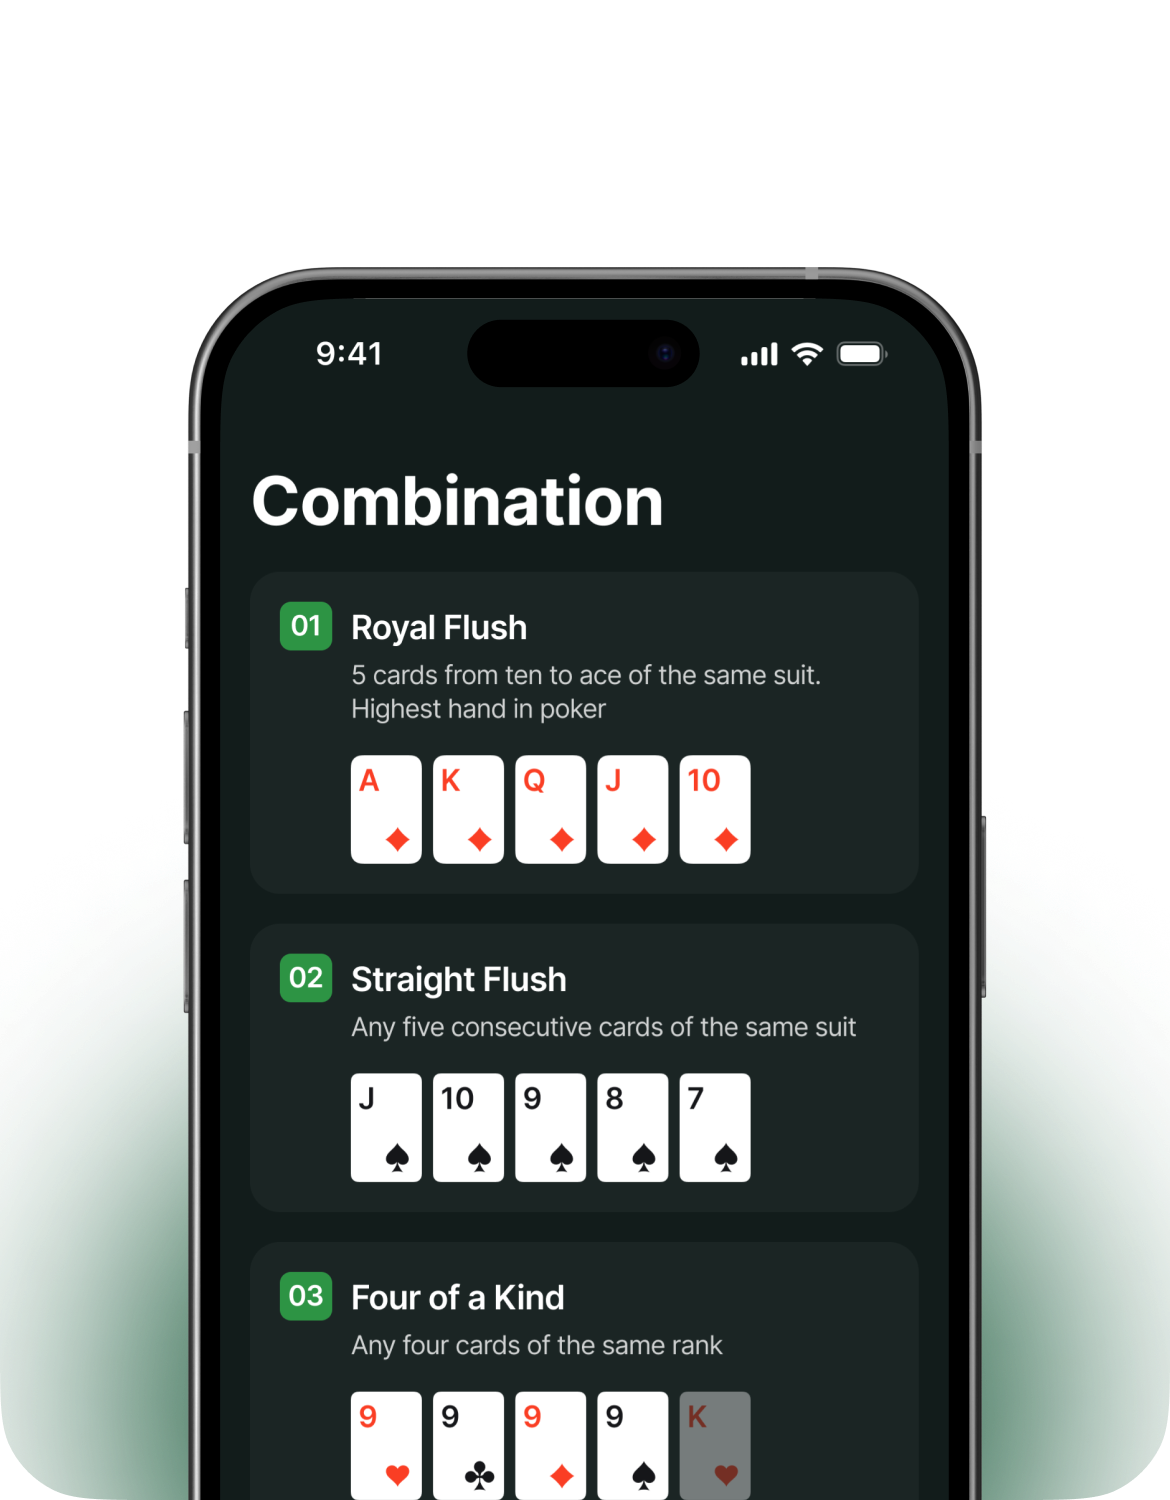 9:41
Combination
01 Royal Flush
5 cards from ten to ace of the same suit.
Highest hand in poker
A K Q J 10
02 Straight Flush
Any five consecutive cards of the same suit
J 10 9 8 7
03 Four of a Kind
Any four cards of the same rank
9 9 9 9 K